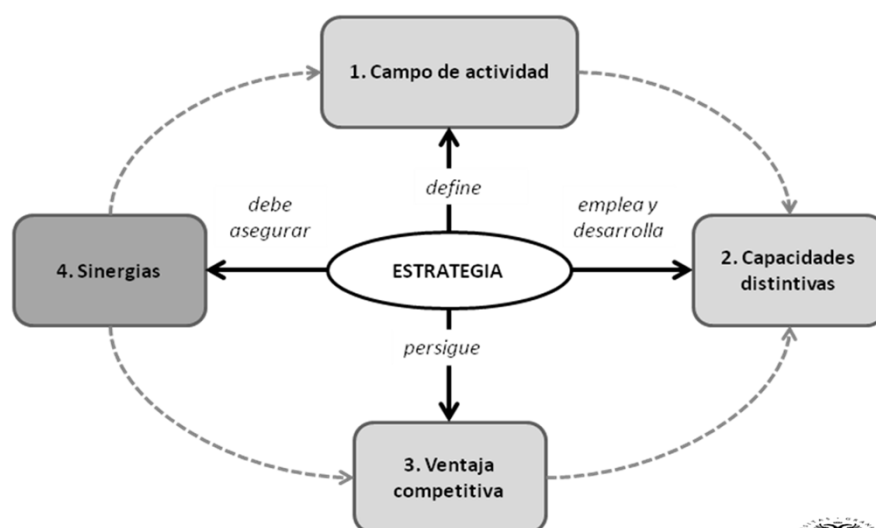 1. Campo de actividad
define
debe
asegurar
emplea y
desarrolla
4. Sinergias
ESTRATEGIA
2. Capacidades
distintivas
persigue
3. Ventaja
competitiva